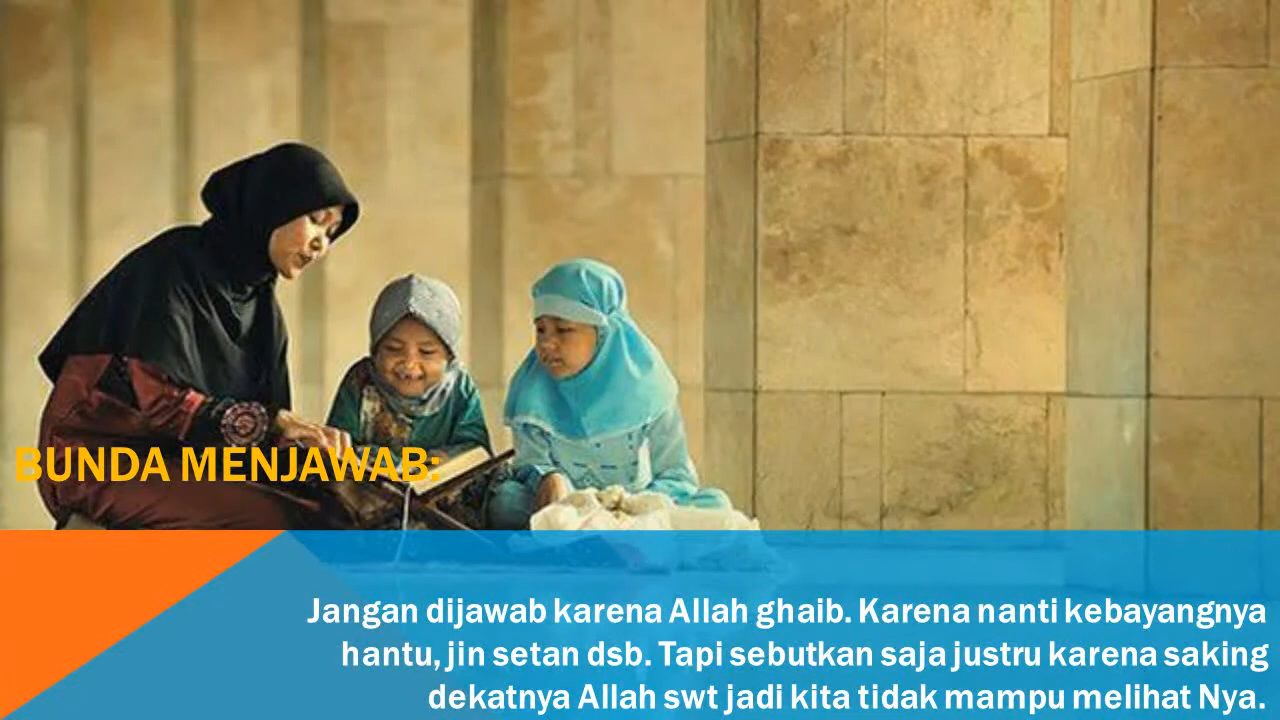 BUNDA MENJAWAB:
Jangan dijawab karena Allah ghaib. Karena nanti kebayangnya
hantu, jin setan dsb. Tapi sebutkan saja justru karena saking
dekatnya Allah swt jadi kita tidak mampu melihat Nya.